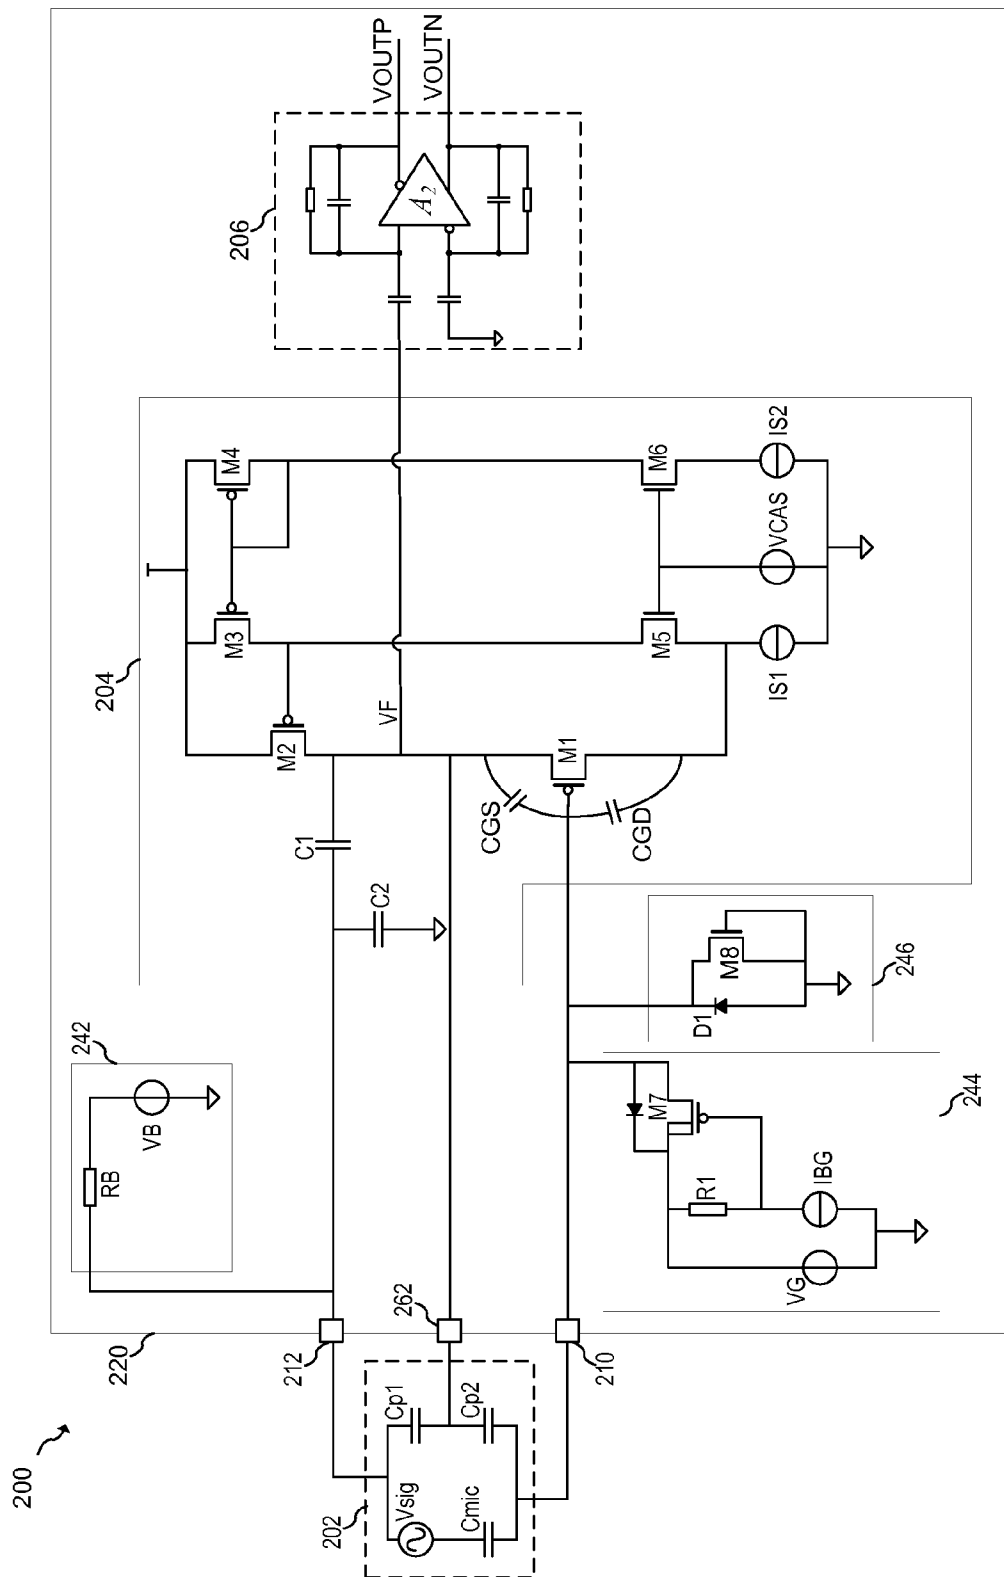 200
220
202
Vsig
Cp1
Cmic
Cp2
212
262
210
242
RB
VB
C1
C2
204
M2
M3
M4
VF
CGS
CGD
M1
M5
M6
IS1
VCAS
IS2
206
A2
VOUTP
VOUTN
246
D1
M8
244
M7
R1
IBG
VG